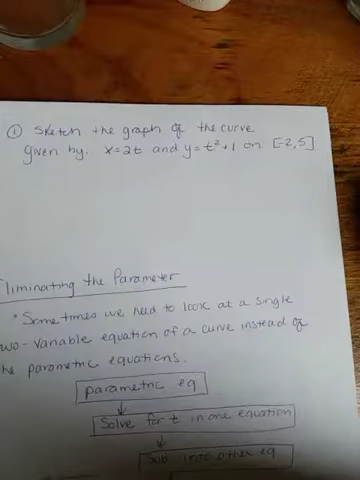 ① Sketch the graph of the curve
given by. x=2t and y=t²+1 on [-2,5]
liminating the Parameter
* Sometimes we need to look at a single
wo-variable equation of a curve instead of
he parametric equations.
parametric eq
Solve for t in one equation
Sub into other eq